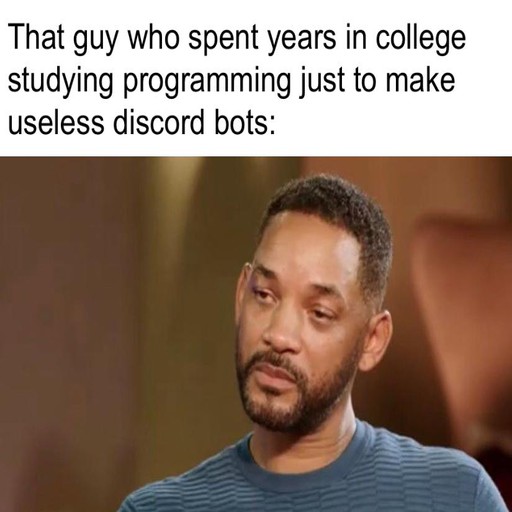 That guy who spent years in college
studying programming just to make
useless discord bots: